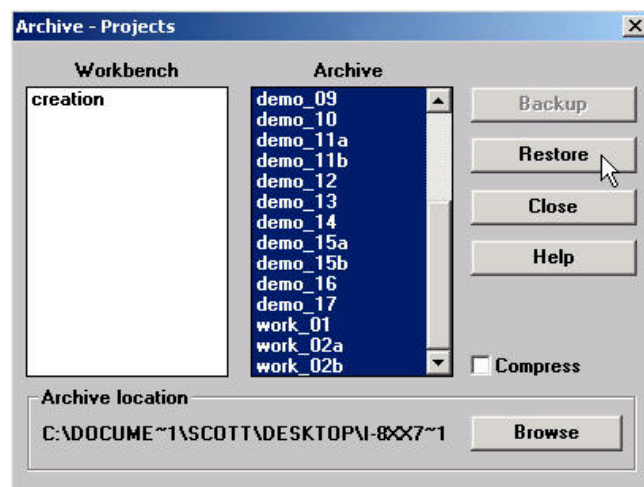 Archive - Projects
Workbench
creation
Archive
demo_09
demo_10
demo_11a
demo_11b
demo_12
demo_13
demo_14
demo_15a
demo_15b
demo_16
demo_17
work_01
work_02a
work_02b
Backup
Restore
Close
Help
Compress
Archive location
C:\DOCUME~1\SCOTT\DESKTOP\I-8XX7~1
Browse